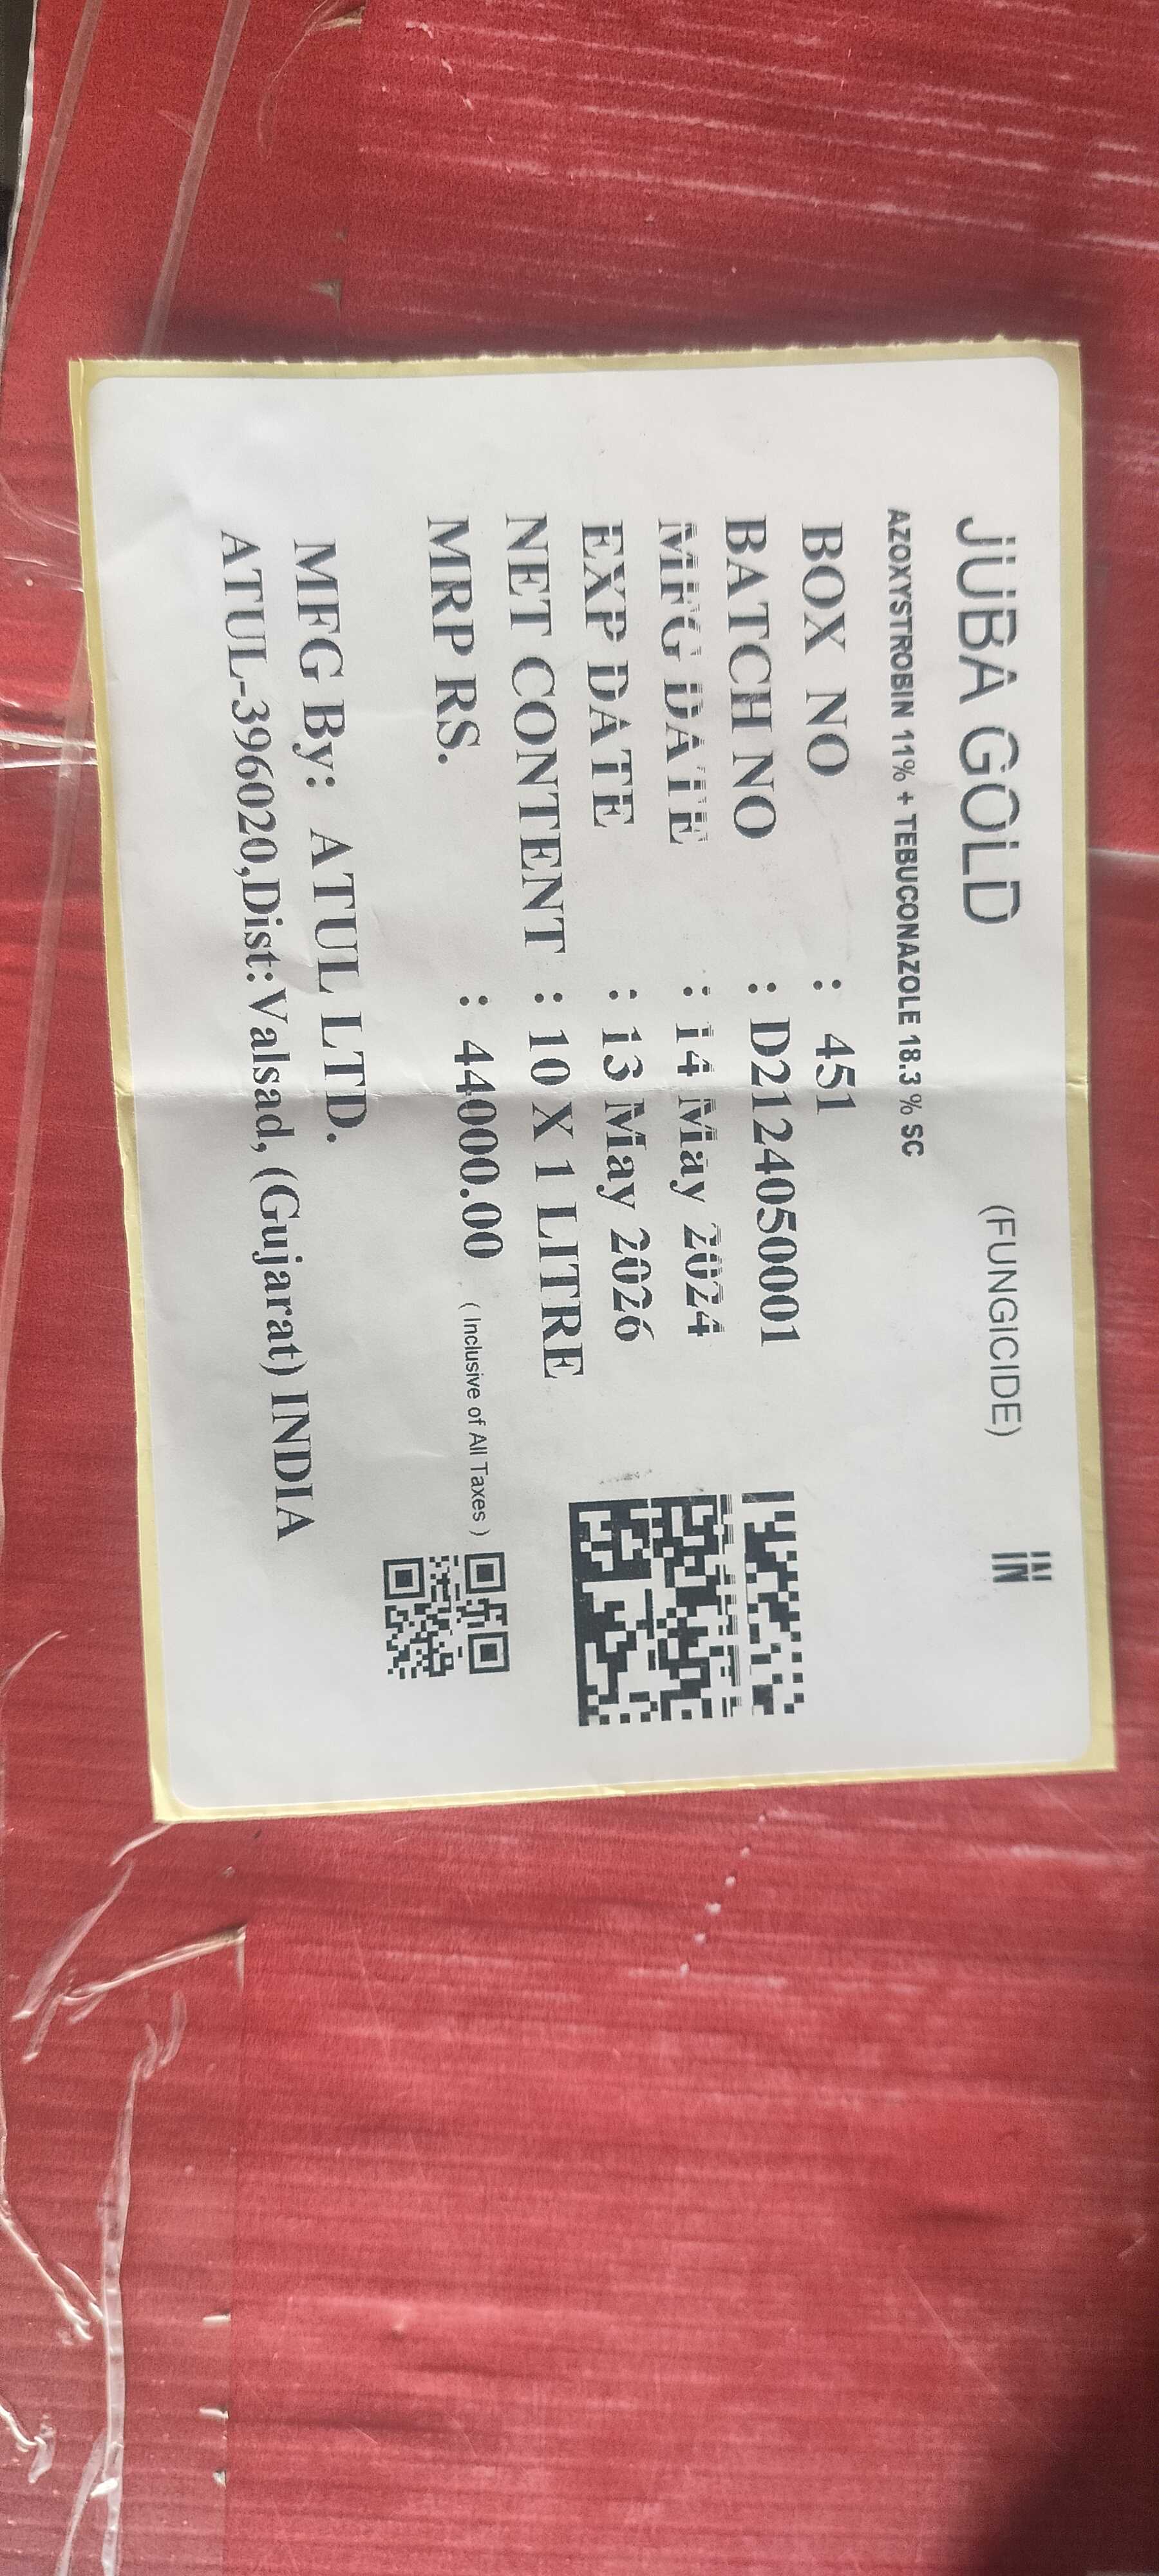 JUBA GOLD (FUNGICIDE) IN
AZOXYSTROBIN 11% + TEBUCONAZOLE 18.3 % SC
BOX NO : 451
BATCH NO : D2124050001
MFG DATE : 14 May 2024
EXP DATE : 13 May 2026
NET CONTENT : 10 X 1 LITRE
MRP RS. : 44000.00 ( Inclusive of All Taxes )
MFG By: ATUL LTD.
ATUL-396020,Dist:Valsad, (Gujarat) INDIA